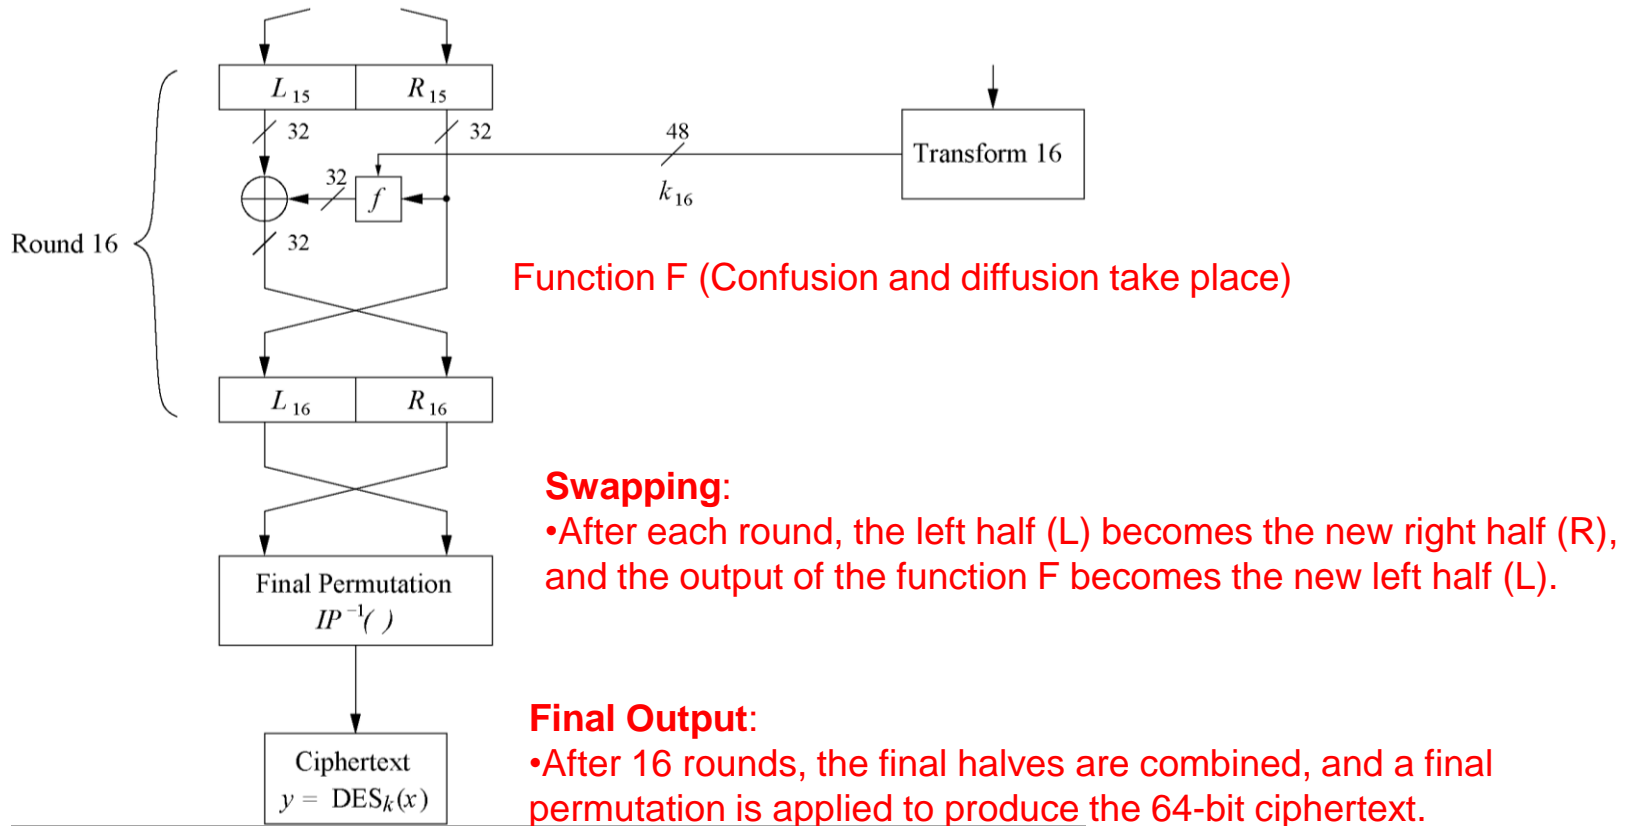 L 15
R 15
32
32
48
Transform 16
32
f
k 16
Round 16
32
Function F (Confusion and diffusion take place)
L 16
R 16
Swapping:
•After each round, the left half (L) becomes the new right half (R),
and the output of the function F becomes the new left half (L).
Final Permutation
IP⁻¹( )
Final Output:
•After 16 rounds, the final halves are combined, and a final
permutation is applied to produce the 64-bit ciphertext.
Ciphertext
y = DESk(x)